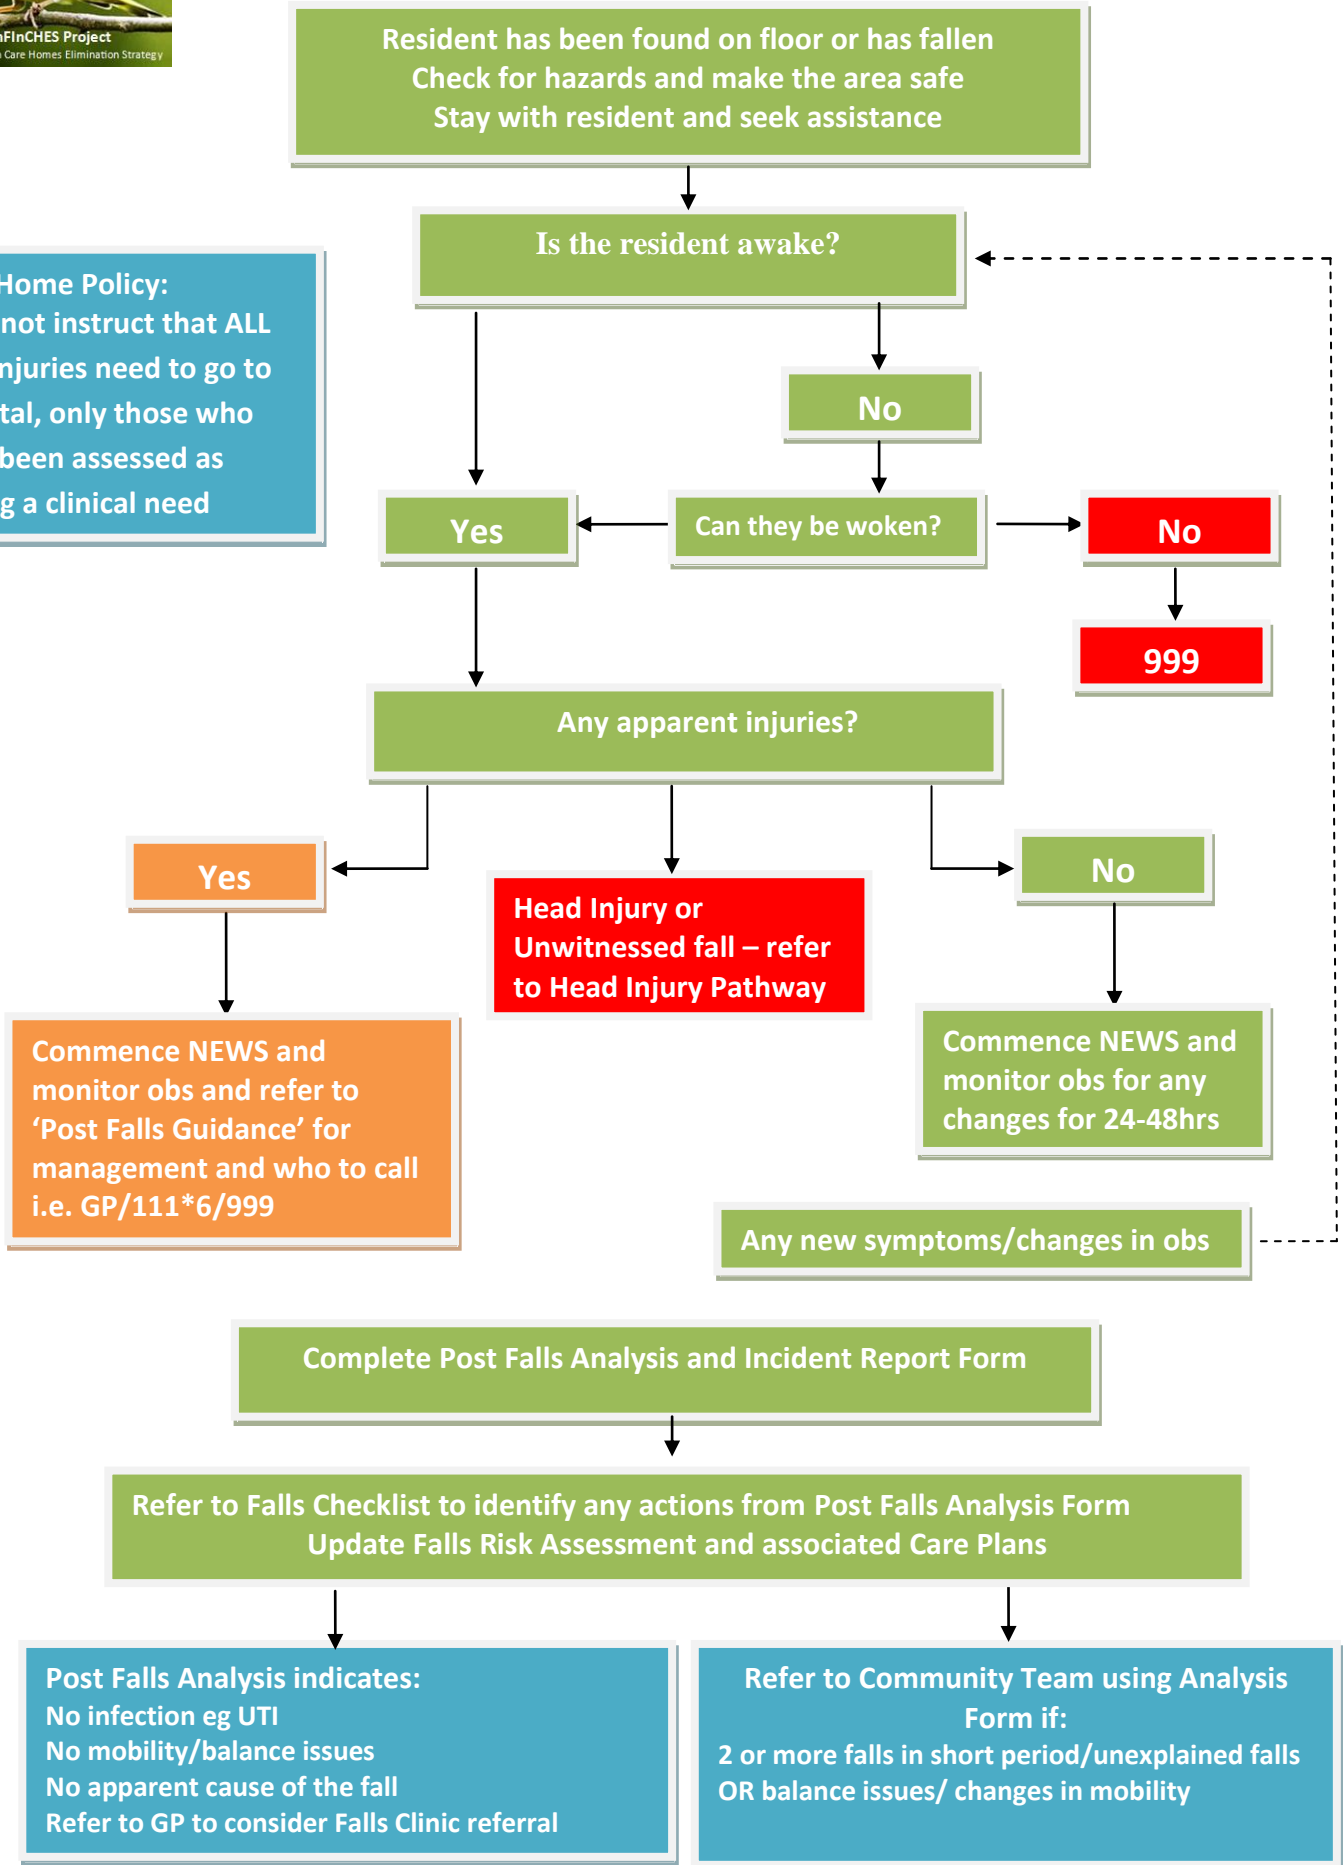 FInCHES Project
Care Homes Elimination Strategy
Resident has been found on floor or has fallen
Check for hazards and make the area safe
Stay with resident and seek assistance
Is the resident awake?
Home Policy:
not instruct that ALL
njuries need to go to
tal, only those who
been assessed as
g a clinical need
No
Yes
Can they be woken?
No
999
Any apparent injuries?
Yes
Head Injury or
Unwitnessed fall – refer
to Head Injury Pathway
No
Commence NEWS and
monitor obs and refer to
‘Post Falls Guidance’ for
management and who to call
i.e. GP/111*6/999
Commence NEWS and
monitor obs for any
changes for 24-48hrs
Any new symptoms/changes in obs
Complete Post Falls Analysis and Incident Report Form
Refer to Falls Checklist to identify any actions from Post Falls Analysis Form
Update Falls Risk Assessment and associated Care Plans
Post Falls Analysis indicates:
No infection eg UTI
No mobility/balance issues
No apparent cause of the fall
Refer to GP to consider Falls Clinic referral
Refer to Community Team using Analysis
Form if:
2 or more falls in short period/unexplained falls
OR balance issues/ changes in mobility